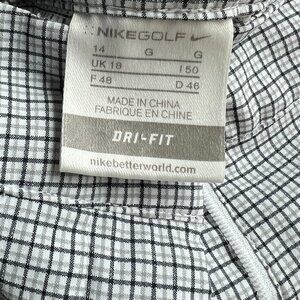 NIKEGOLF
14 G G
UK 18 I 50
F 48 D 46
MADE IN CHINA
FABRIQUE EN CHINE
DRI-FIT
nikebetterworld.com